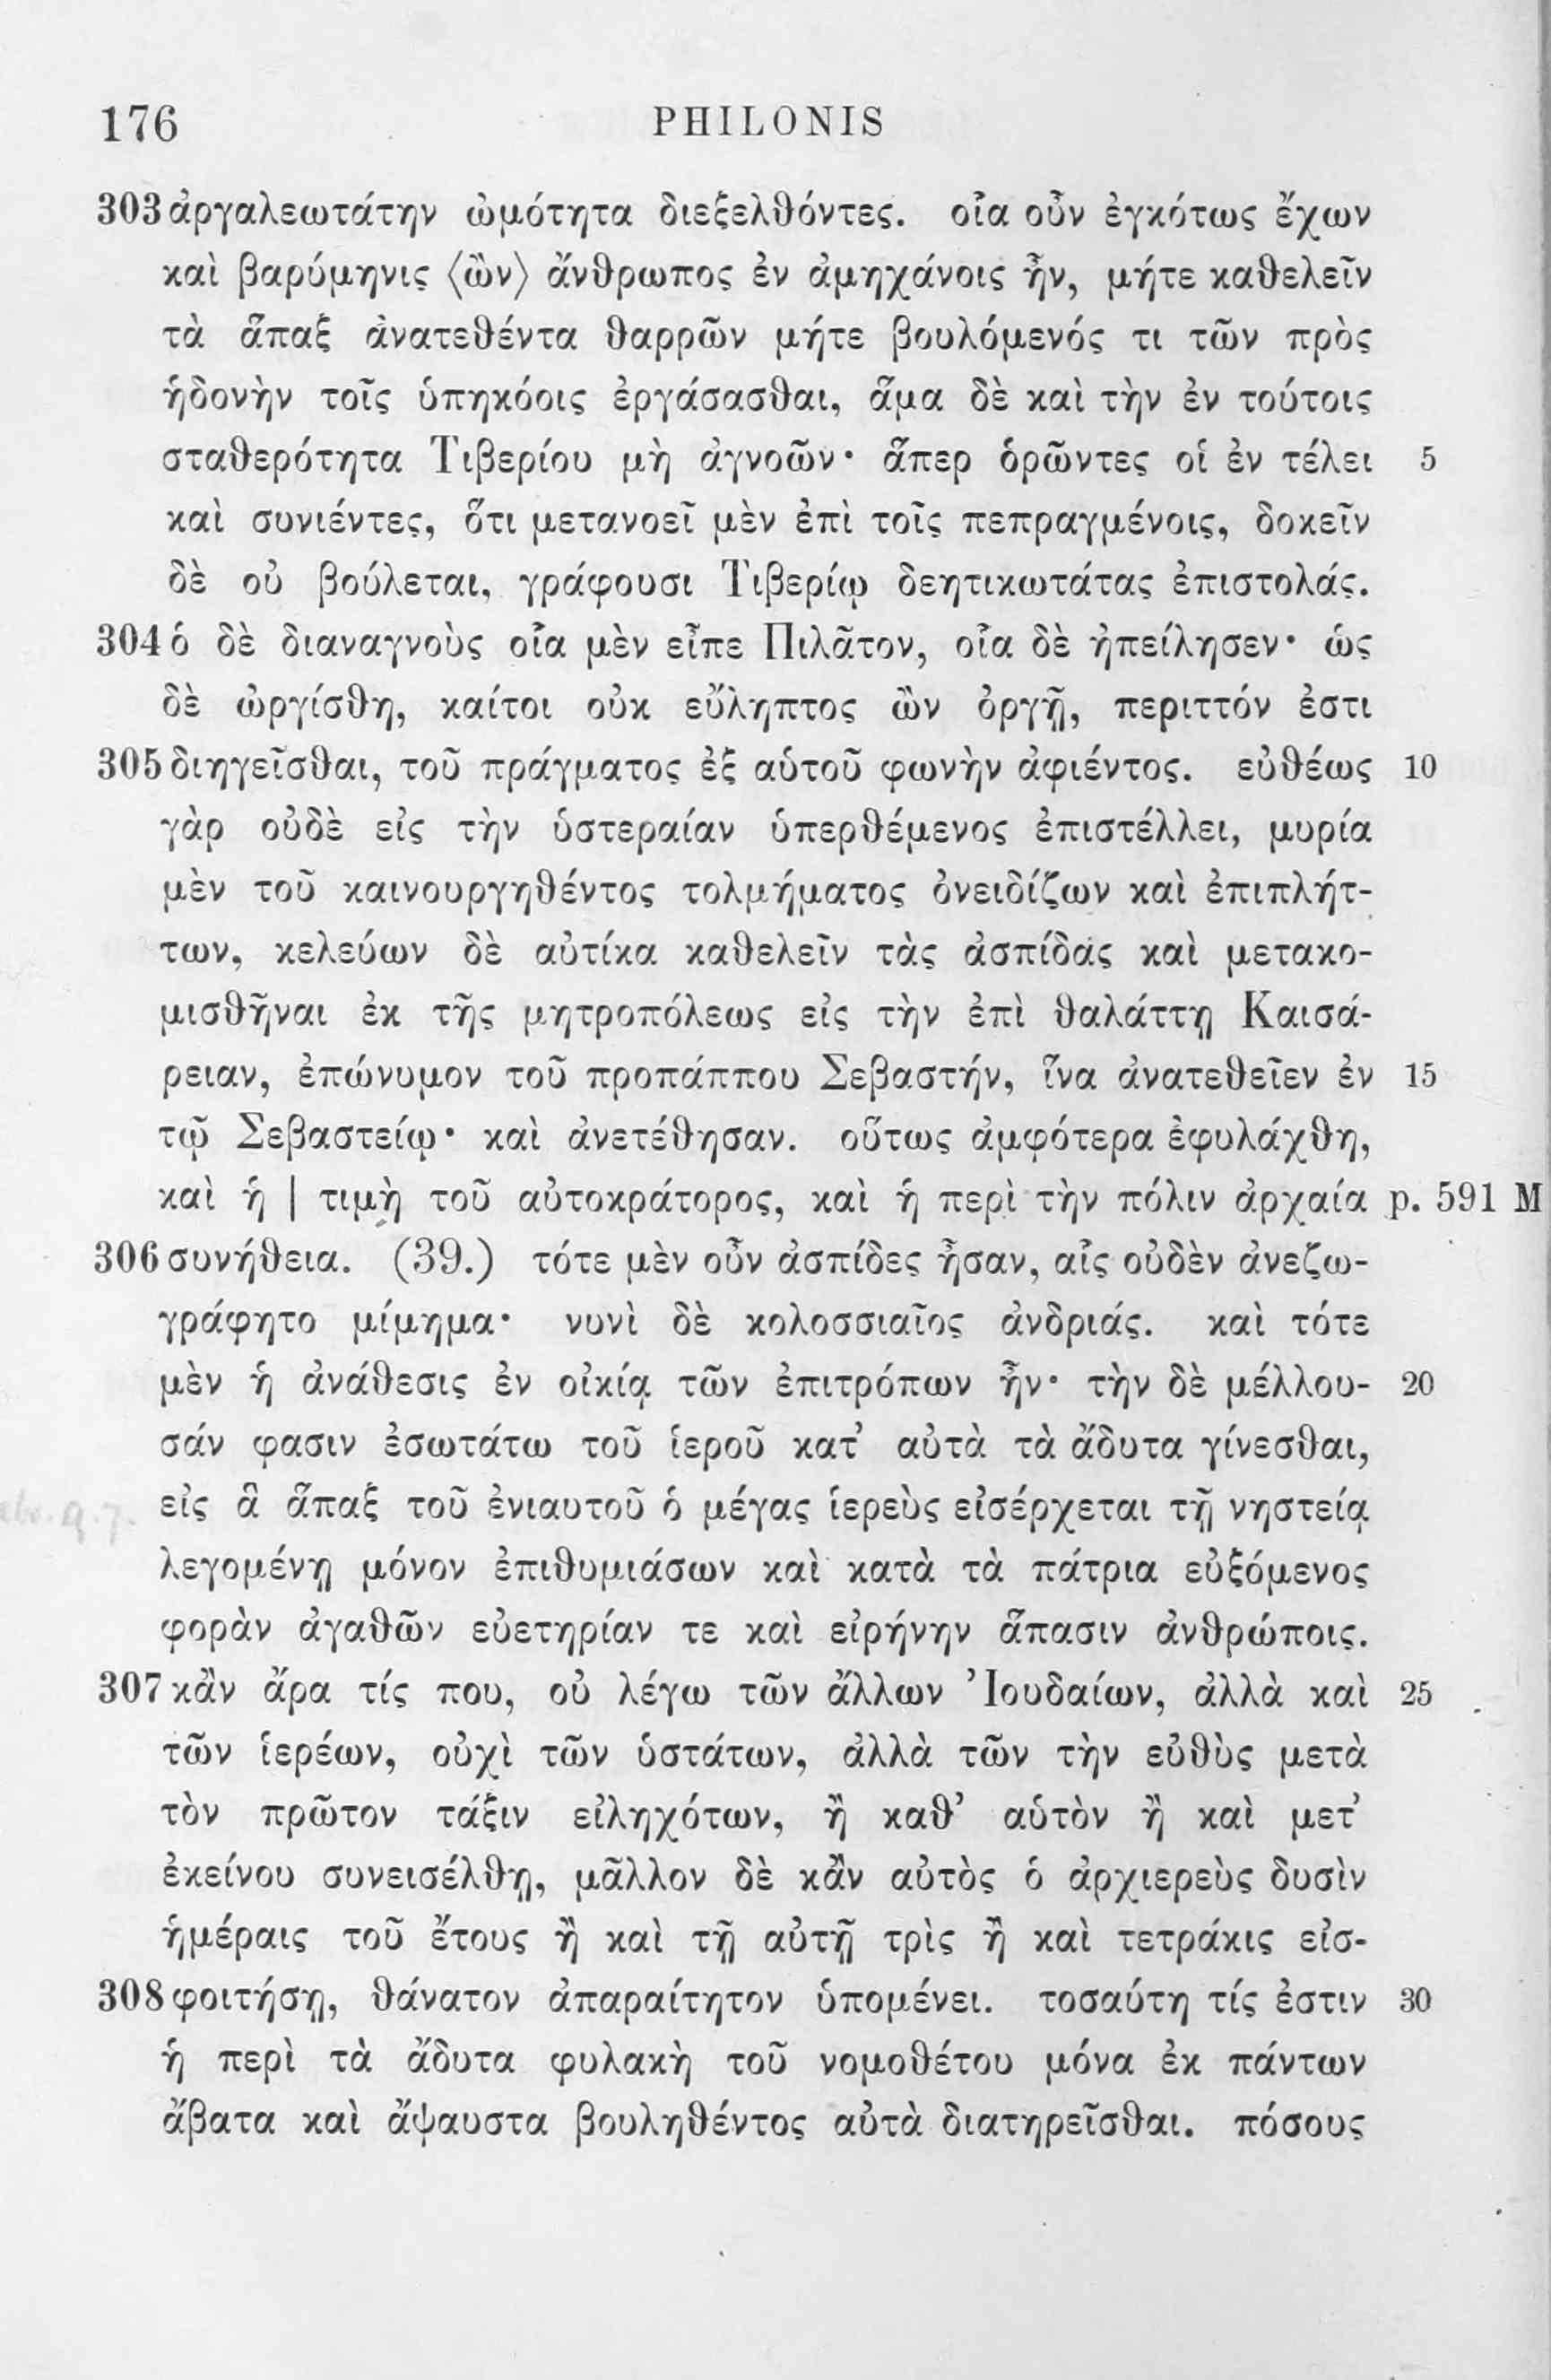 176 PHILONIS
303 ἀργαλεωτάτην ὠμότητα διεξελθόντες. οἷα οὖν ἐγκότως ἔχων
καὶ βαρύμηνις ⟨ὢν⟩ ἄνθρωπος ἐν ἀμηχάνοις ἦν, μήτε καθελεῖν
τὰ ἅπαξ ἀνατεθέντα θαρρῶν μήτε βουλόμενός τι τῶν πρὸς
ἡδονὴν τοῖς ὑπηκόοις ἐργάσασθαι, ἅμα δὲ καὶ τὴν ἐν τούτοις
σταθερότητα Τιβερίου μὴ ἀγνοῶν· ἅπερ ὁρῶντες οἱ ἐν τέλει 5
καὶ συνιέντες, ὅτι μετανοεῖ μὲν ἐπὶ τοῖς πεπραγμένοις, δοκεῖν
δὲ οὐ βούλεται, γράφουσι Τιβερίῳ δεητικωτάτας ἐπιστολάς.
304 ὁ δὲ διαναγνοὺς οἷα μὲν εἶπε Πιλᾶτον, οἷα δὲ ἠπείλησεν· ὡς
δὲ ὠργίσθη, καίτοι οὐκ εὔληπτος ὢν ὀργῇ, περιττόν ἐστι
305 διηγεῖσθαι, τοῦ πράγματος ἐξ αὑτοῦ φωνὴν ἀφιέντος. εὐθέως 10
γὰρ οὐδὲ εἰς τὴν ὑστεραίαν ὑπερθέμενος ἐπιστέλλει, μυρία
μὲν τοῦ καινουργηθέντος τολμήματος ὀνειδίζων καὶ ἐπιπλήτ-
των, κελεύων δὲ αὐτίκα καθελεῖν τὰς ἀσπίδας καὶ μετακο-
μισθῆναι ἐκ τῆς μητροπόλεως εἰς τὴν ἐπὶ θαλάττῃ Καισά-
ρειαν, ἐπώνυμον τοῦ προπάππου Σεβαστήν, ἵνα ἀνατεθεῖεν ἐν 15
τῷ Σεβαστείῳ· καὶ ἀνετέθησαν. οὕτως ἀμφότερα ἐφυλάχθη,
καὶ ἡ | τιμὴ τοῦ αὐτοκράτορος, καὶ ἡ περὶ τὴν πόλιν ἀρχαία p. 591 M
306 συνήθεια. (39.) τότε μὲν οὖν ἀσπίδες ἦσαν, αἷς οὐδὲν ἀνεζω-
γράφητο μίμημα· νυνὶ δὲ κολοσσιαῖος ἀνδριάς. καὶ τότε
μὲν ἡ ἀνάθεσις ἐν οἰκίᾳ τῶν ἐπιτρόπων ἦν· τὴν δὲ μέλλου- 20
σάν φασιν ἐσωτάτω τοῦ ἱεροῦ κατ’ αὐτὰ τὰ ἄδυτα γίνεσθαι,
εἰς ἃ ἅπαξ τοῦ ἐνιαυτοῦ ὁ μέγας ἱερεὺς εἰσέρχεται τῇ νηστείᾳ
λεγομένῃ μόνον ἐπιθυμιάσων καὶ κατὰ τὰ πάτρια εὐξόμενος
φορὰν ἀγαθῶν εὐετηρίαν τε καὶ εἰρήνην ἅπασιν ἀνθρώποις.
307 κἂν ἄρα τίς που, οὐ λέγω τῶν ἄλλων Ἰουδαίων, ἀλλὰ καὶ 25
τῶν ἱερέων, οὐχὶ τῶν ὑστάτων, ἀλλὰ τῶν τὴν εὐθὺς μετὰ
τὸν πρῶτον τάξιν εἰληχότων, ἢ καθ’ αὑτὸν ἢ καὶ μετ’
ἐκείνου συνεισέλθῃ, μᾶλλον δὲ κἂν αὐτὸς ὁ ἀρχιερεὺς δυσὶν
ἡμέραις τοῦ ἔτους ἢ καὶ τῇ αὐτῇ τρὶς ἢ καὶ τετράκις εἰσ-
308 φοιτήσῃ, θάνατον ἀπαραίτητον ὑπομένει. τοσαύτη τίς ἐστιν 30
ἡ περὶ τὰ ἄδυτα φυλακὴ τοῦ νομοθέτου μόνα ἐκ πάντων
ἄβατα καὶ ἄψαυστα βουληθέντος αὐτὰ διατηρεῖσθαι. πόσους